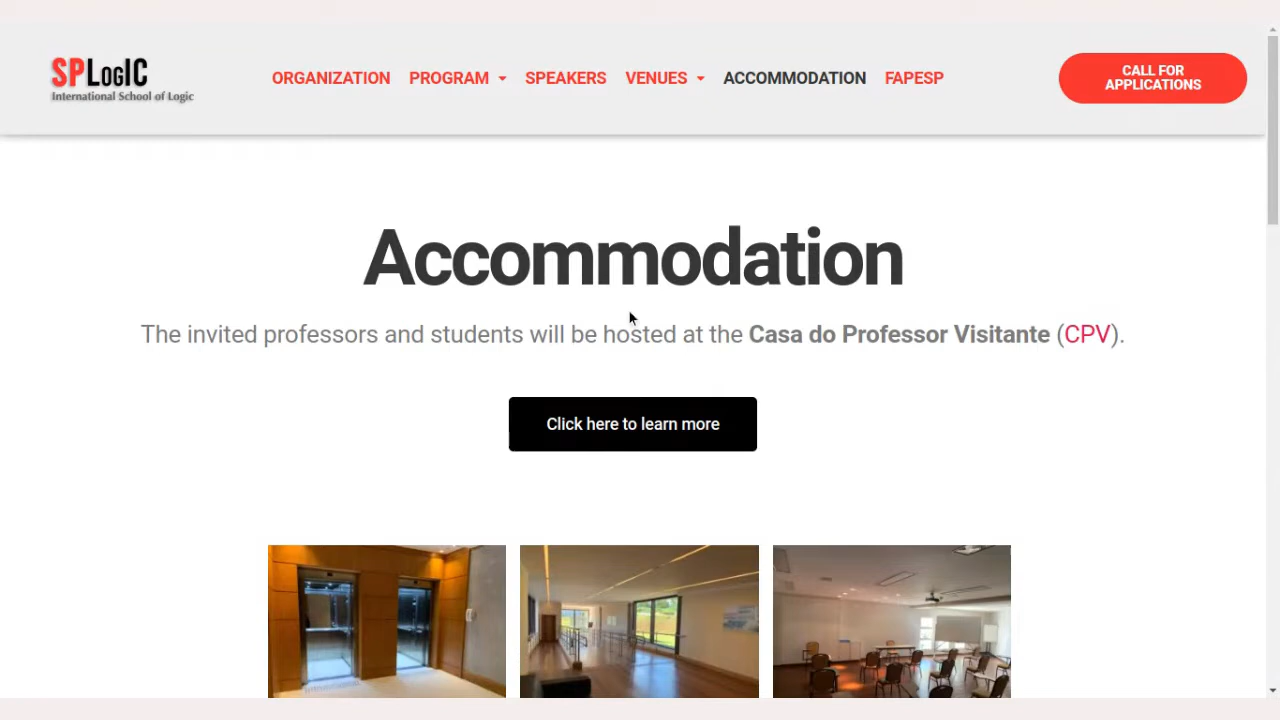 SPLogIC
International School of Logic
ORGANIZATION PROGRAM SPEAKERS VENUES ACCOMMODATION FAPESP
CALL FOR
APPLICATIONS
Accommodation
The invited professors and students will be hosted at the Casa do Professor Visitante (CPV).
Click here to learn more